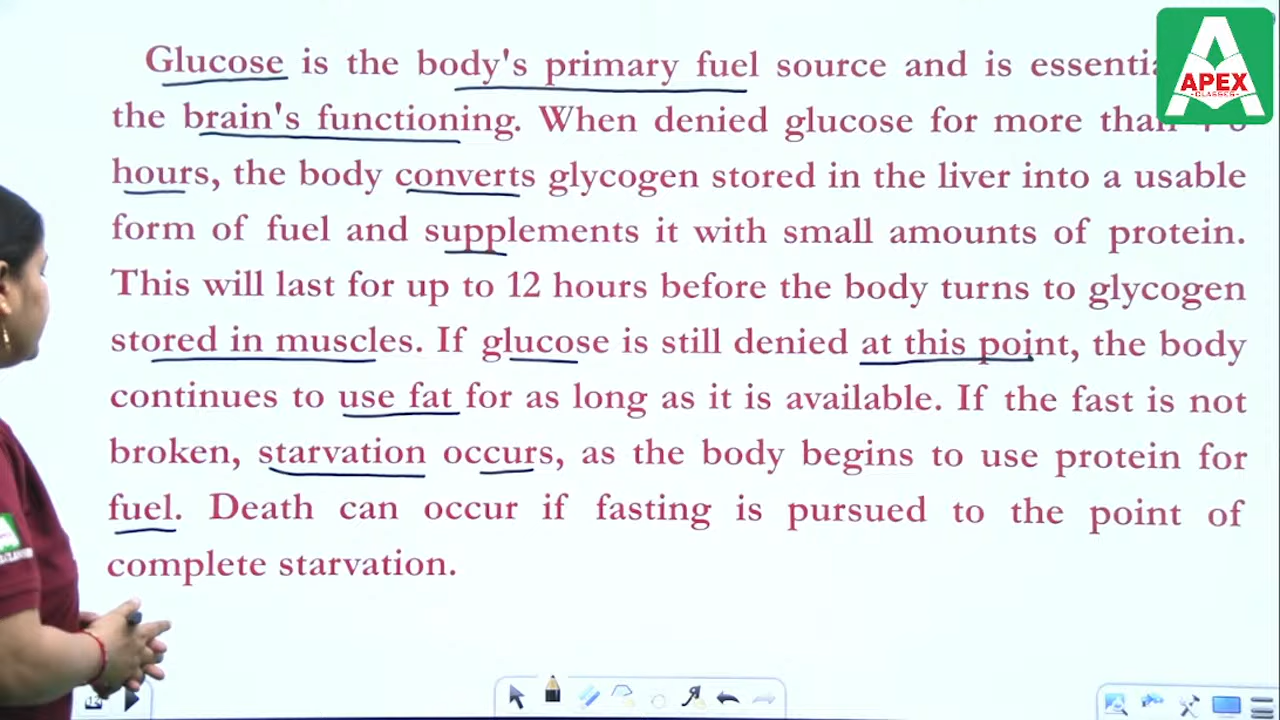 Glucose is the body's primary fuel source and is
the brain's functioning. When denied glucose for more than
hours, the body converts glycogen stored in the liver into a usable
form of fuel and supplements it with small amounts of protein.
This will last for up to 12 hours before the body turns to glycogen
stored in muscles. If glucose is still denied at this point, the body
continues to use fat for as long as it is available. If the fast is not
broken, starvation occurs, as the body begins to use protein for
fuel. Death can occur if fasting is pursued to the point of
complete starvation.
APEX
CLASSES